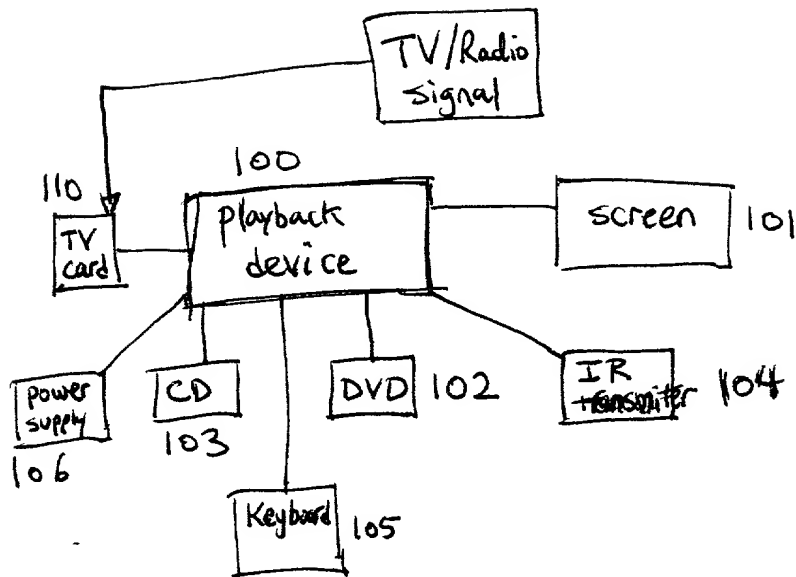 TV/Radio
signal
100
110
playback
device
TV
card
screen
101
power
supply
106
CD
103
DVD
102
IR
transmitter
104
Keyboard
105